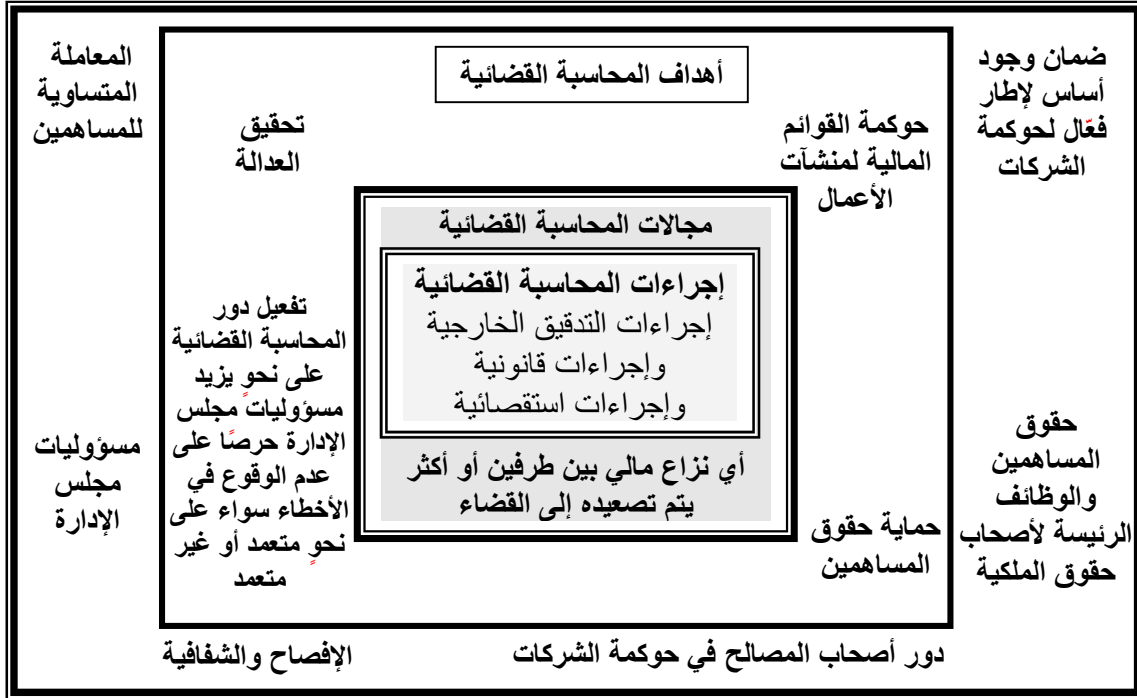 ضمان وجود
أساس لإطار
فعّال لحوكمة
الشركات
المعاملة
المتساوية
للمساهمين
أهداف المحاسبة القضائية
حوكمة القوائم
المالية لمنشآت
الأعمال
تحقيق
العدالة
مجالات المحاسبة القضائية
إجراءات المحاسبة القضائية
إجراءات التدقيق الخارجية
وإجراءات قانونية
وإجراءات استقصائية
أي نزاع مالي بين طرفين أو أكثر
يتم تصعيده إلى القضاء
تفعيل دور
المحاسبة القضائية
على نحوٍ يزيد
مسؤوليات مجلس
الإدارة حرصًا على
عدم الوقوع في
الأخطاء سواء على
نحوٍ متعمد أو غير
متعمد
حماية حقوق
المساهمين
حقوق
المساهمين
والوظائف
الرئيسة لأصحاب
حقوق الملكية
مسؤوليات
مجلس
الإدارة
دور أصحاب المصالح في حوكمة الشركات
الإفصاح والشفافية